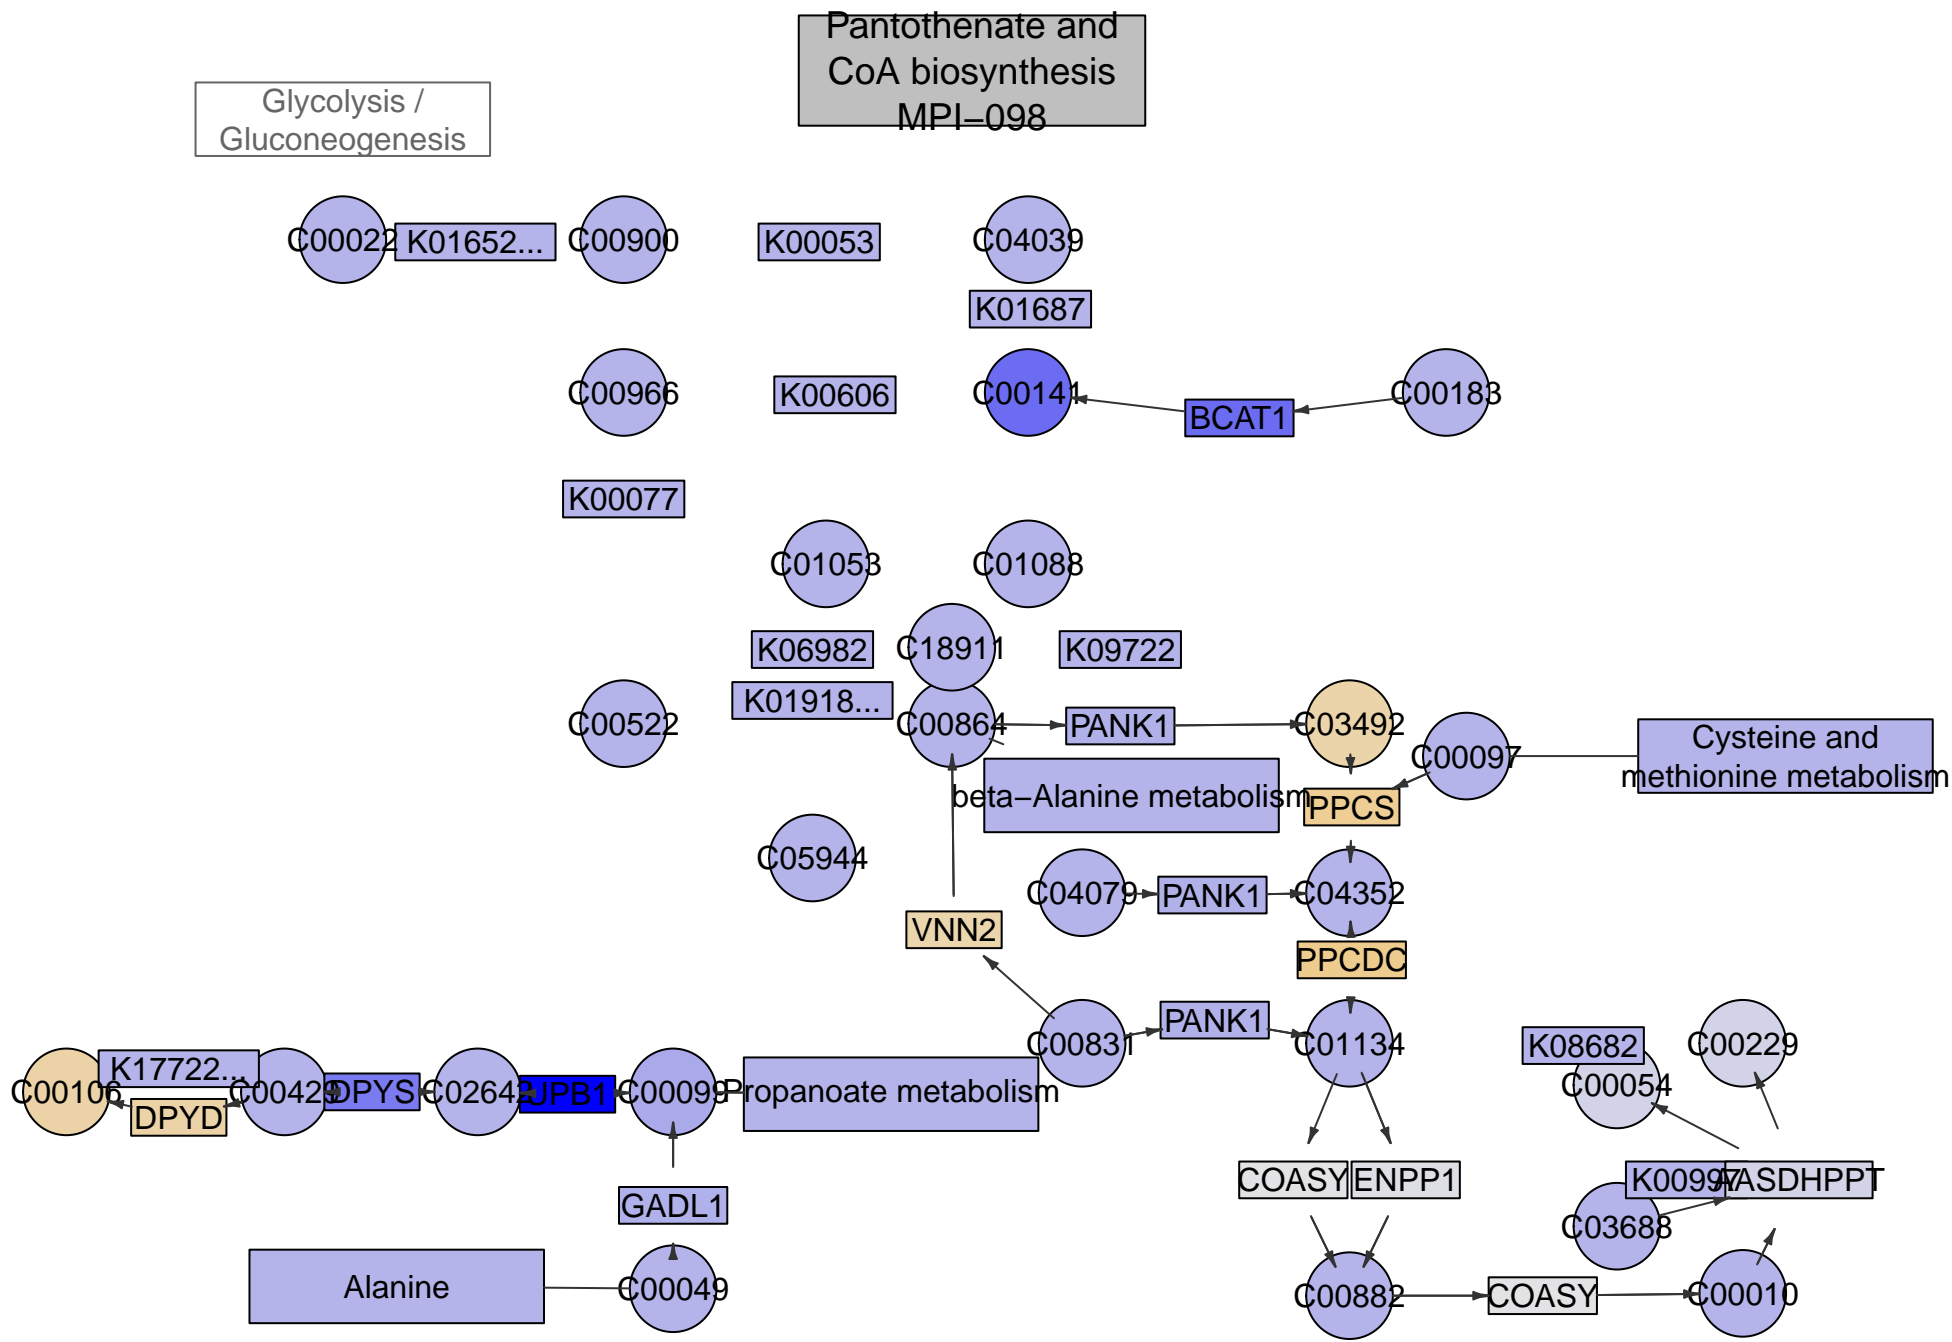 Pantothenate and
CoA biosynthesis
MPI−098
Glycolysis /
Gluconeogenesis
C00022
K01652...
C00900
K00053
C04039
K01687
C00966
K00606
C00141
BCAT1
C00183
K00077
C01053
C01088
K06982
C18911
K09722
K01918...
C00522
C00864
PANK1
C03492
C00097
Cysteine and
methionine metabolism
beta−Alanine metabolism
PPCS
C05944
C04079
PANK1
C04352
VNN2
PPCDC
C00831
PANK1
C01134
K08682
C00229
C00054
K17722...
C00106
DPYD
C00429
DPYS
C02642
UPB1
C00099
Propanoate metabolism
COASY
ENPP1
K00997
AASDHPPT
GADL1
C03688
Alanine
C00049
C00882
COASY
C00010